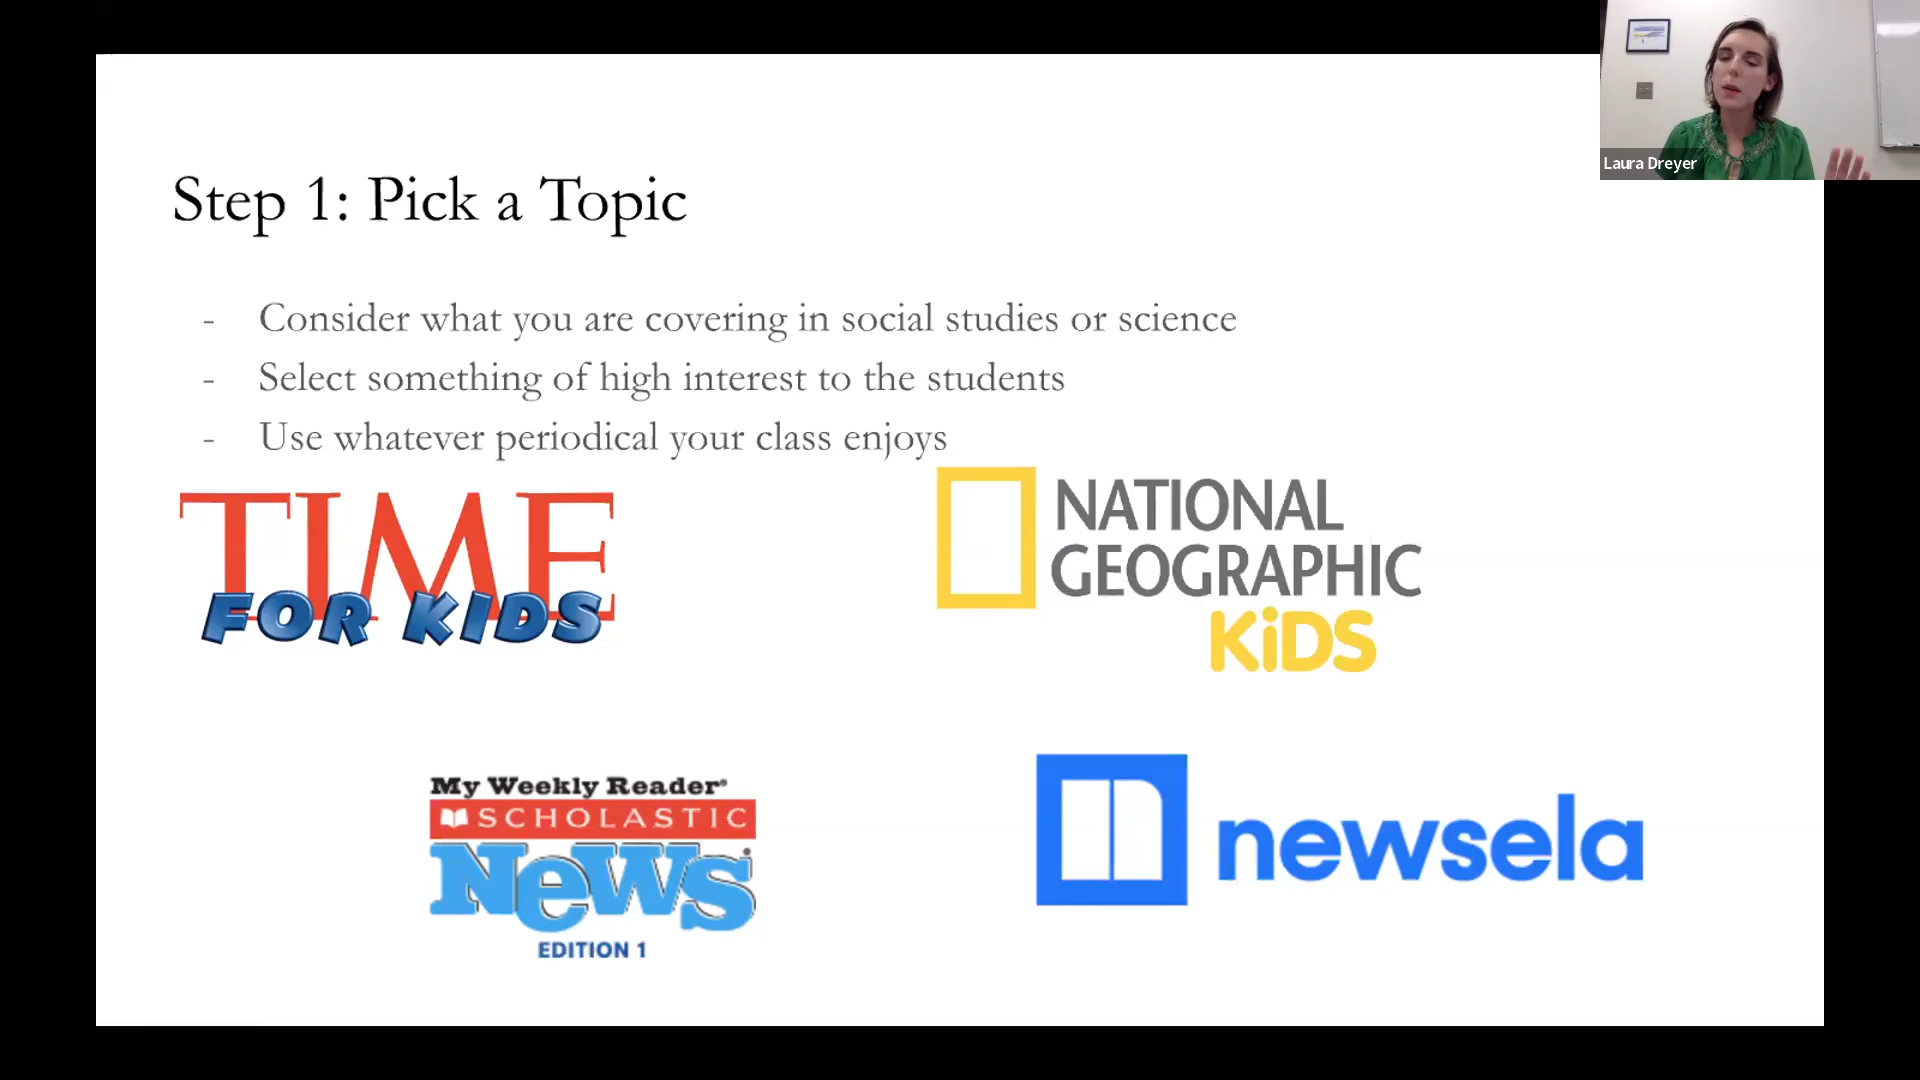 Laura Dreyer
Step 1: Pick a Topic
- Consider what you are covering in social studies or science
- Select something of high interest to the students
- Use whatever periodical your class enjoys
TIME
FOR KIDS
NATIONAL
GEOGRAPHIC
KiDS
My Weekly Reader®
SCHOLASTIC
NeWS
EDITION 1
newsela